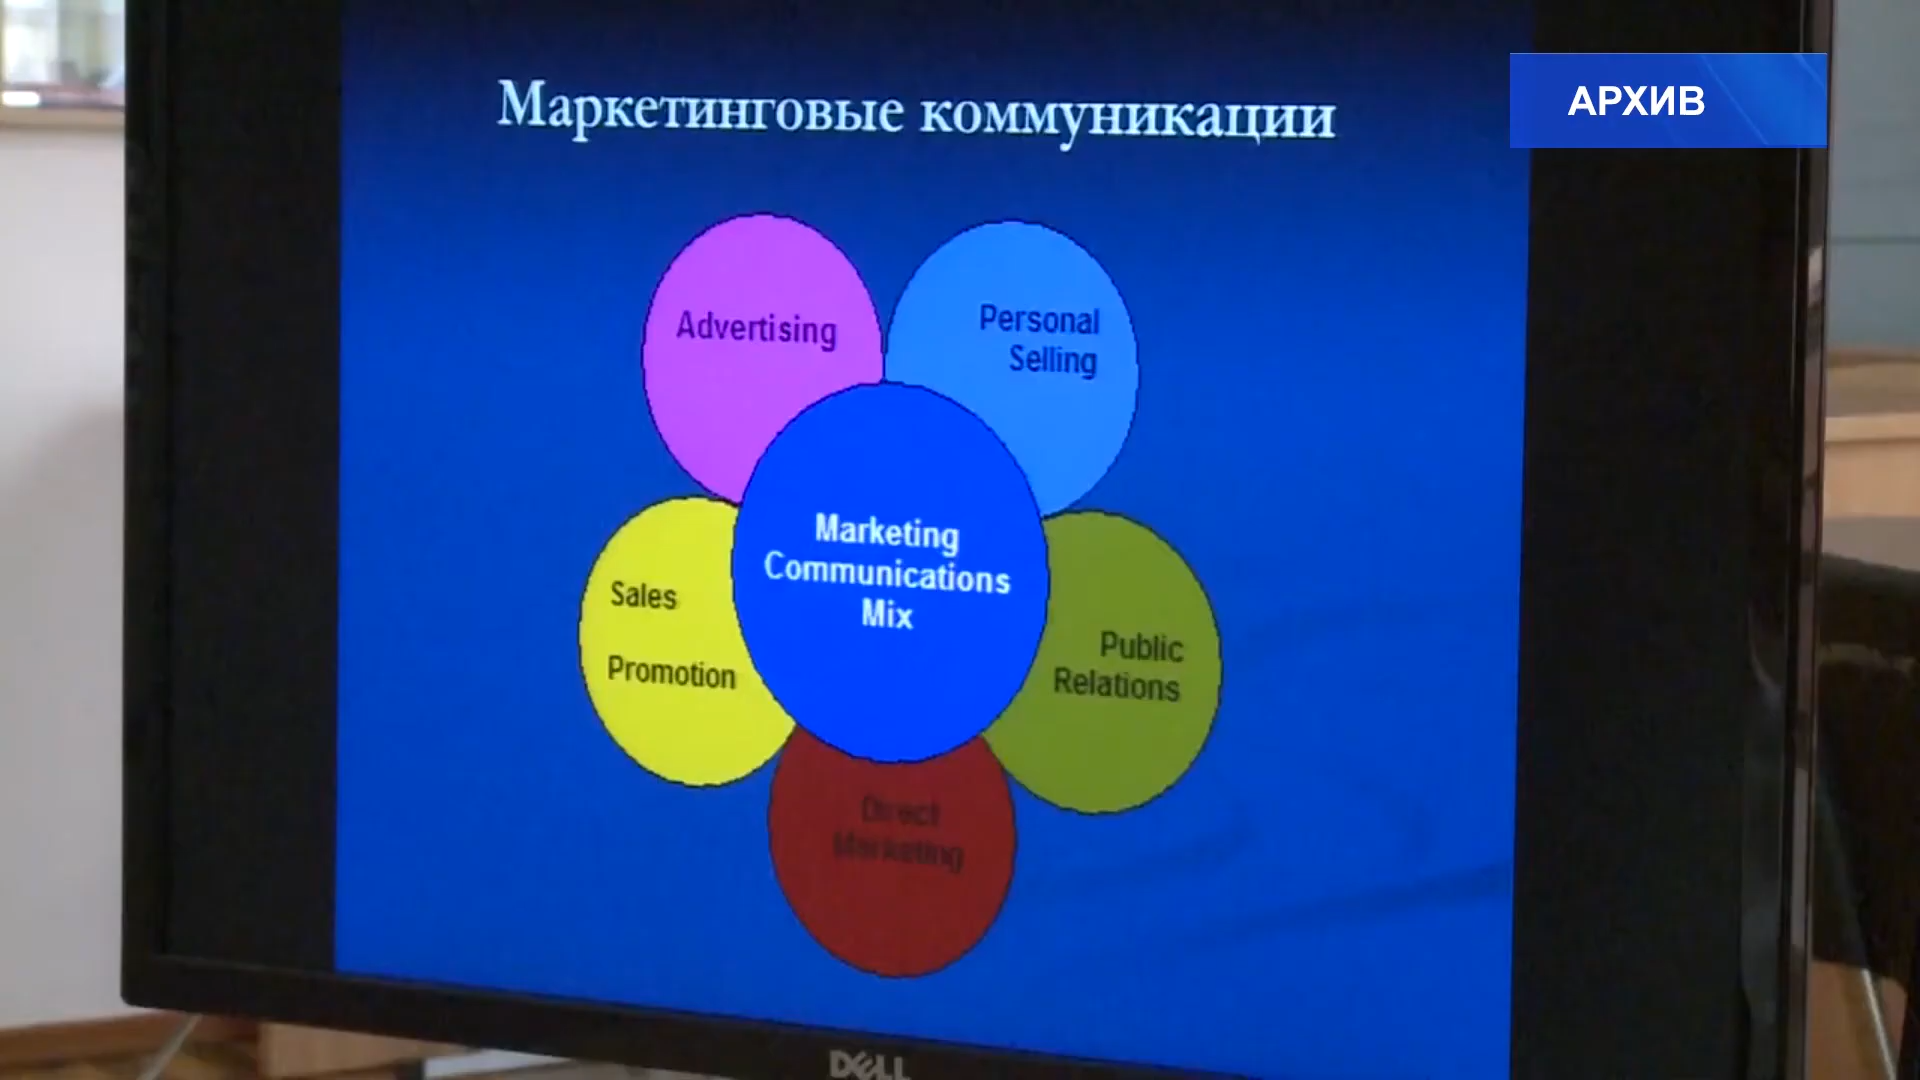 АРХИВ
Маркетинговые коммуникации
Advertising
Personal
Selling
Marketing
Communications
Mix
Sales
Promotion
Public
Relations
Direct
Marketing
DELL